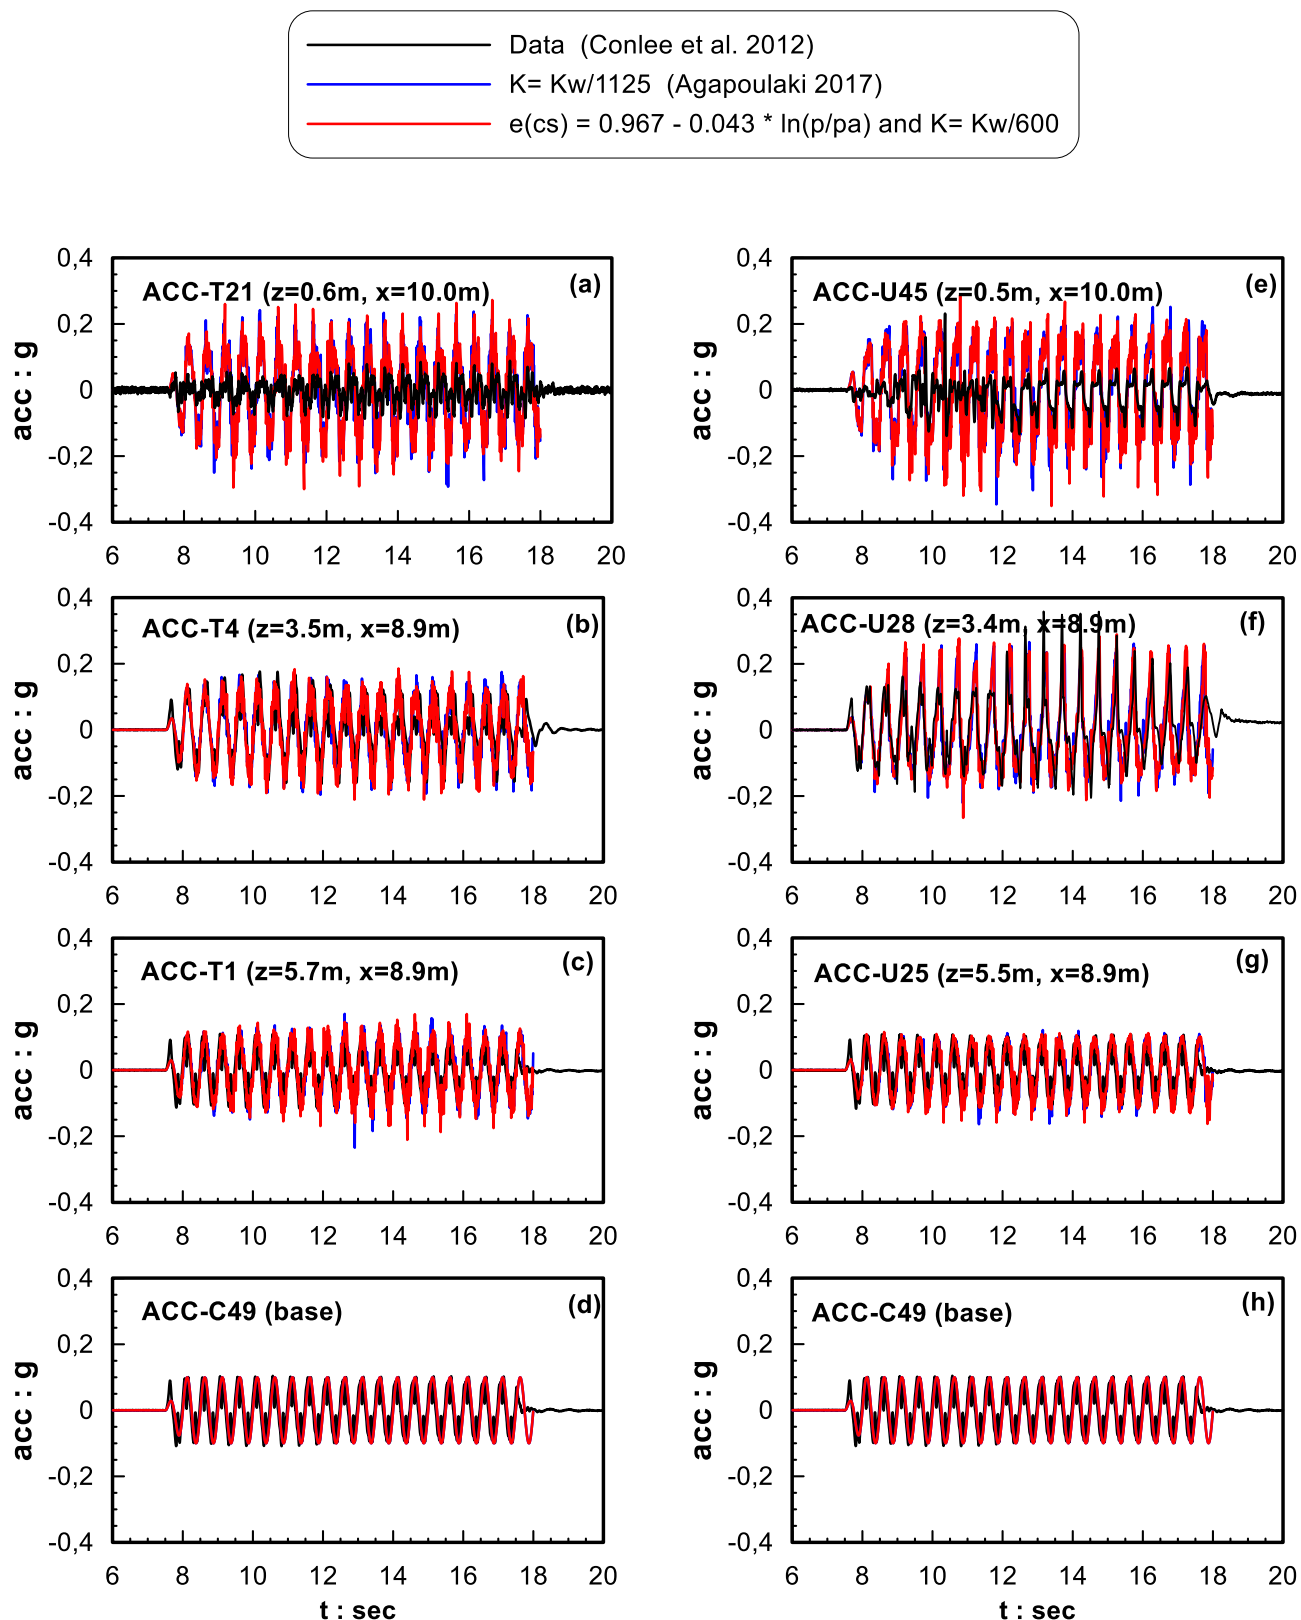 Data  (Conlee et al. 2012)
K= Kw/1125  (Agapoulaki 2017)
e(cs) = 0.967 - 0.043 * ln(p/pa) and K= Kw/600
acc : g
0,4
0,2
0
-0,2
-0,4
ACC-T21 (z=0.6m, x=10.0m)
(a)
6 8 10 12 14 16 18 20
acc : g
0,4
0,2
0
-0,2
-0,4
ACC-U45 (z=0.5m, x=10.0m)
(e)
6 8 10 12 14 16 18 20
acc : g
0,4
0,2
0
-0,2
-0,4
ACC-T4 (z=3.5m, x=8.9m)
(b)
6 8 10 12 14 16 18 20
acc : g
0,4
0,2
0
-0,2
-0,4
ACC-U28 (z=3.4m, x=8.9m)
(f)
6 8 10 12 14 16 18 20
acc : g
0,4
0,2
0
-0,2
-0,4
ACC-T1 (z=5.7m, x=8.9m)
(c)
6 8 10 12 14 16 18 20
acc : g
0,4
0,2
0
-0,2
-0,4
ACC-U25 (z=5.5m, x=8.9m)
(g)
6 8 10 12 14 16 18 20
acc : g
0,4
0,2
0
-0,2
-0,4
ACC-C49 (base)
(d)
6 8 10 12 14 16 18 20
t : sec
acc : g
0,4
0,2
0
-0,2
-0,4
ACC-C49 (base)
(h)
6 8 10 12 14 16 18 20
t : sec